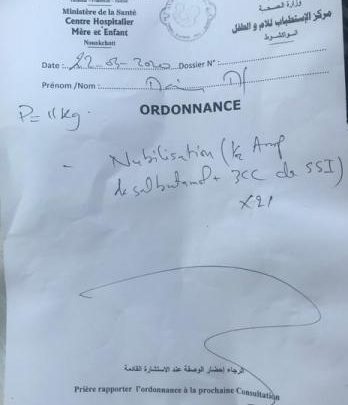 Ministère de la Santé
وزارة الصحة
Centre Hospitalier
Mère et Enfant
مركز الإستطباب للأم و الطفل
Nouakchott
Date : 22-03-2020 Dossier N° :
Prénom /Nom :
P= 11 Kg.
ORDONNANCE
- Nubilisation (½ Amp
de salbutamol + 3CC de SSI)
الرجاء إحضار الوصفة عند الاستشارة القادمة
Prière rapporter l'ordonnance à la prochaine Consultation